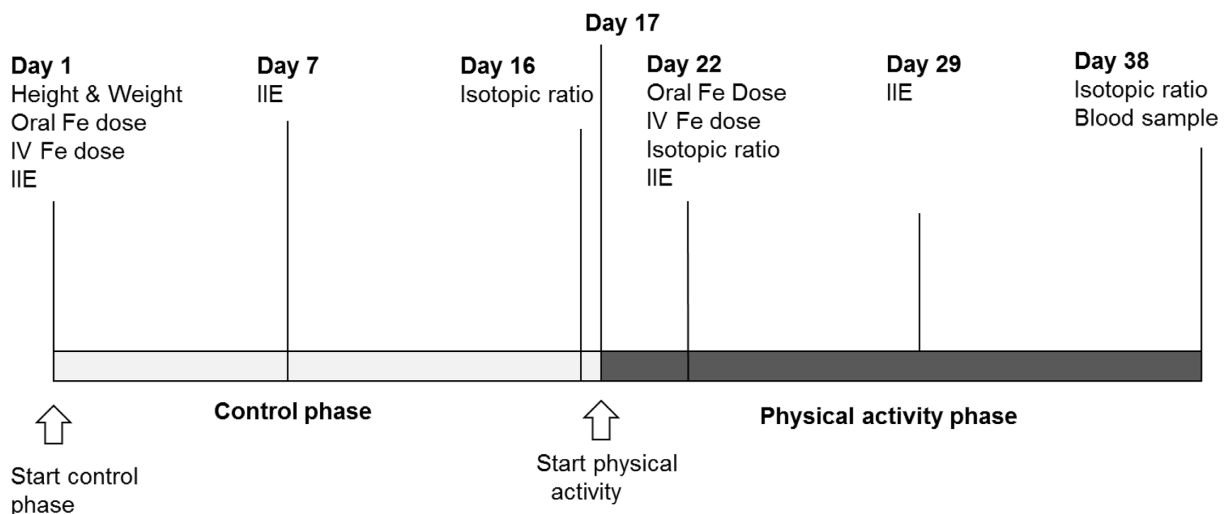 Day 17
Day 1
Height & Weight
Oral Fe dose
IV Fe dose
IIE
Day 7
IIE
Day 16
Isotopic ratio
Day 22
Oral Fe Dose
IV Fe dose
Isotopic ratio
IIE
Day 29
IIE
Day 38
Isotopic ratio
Blood sample
Control phase
Physical activity phase
Start control
phase
Start physical
activity